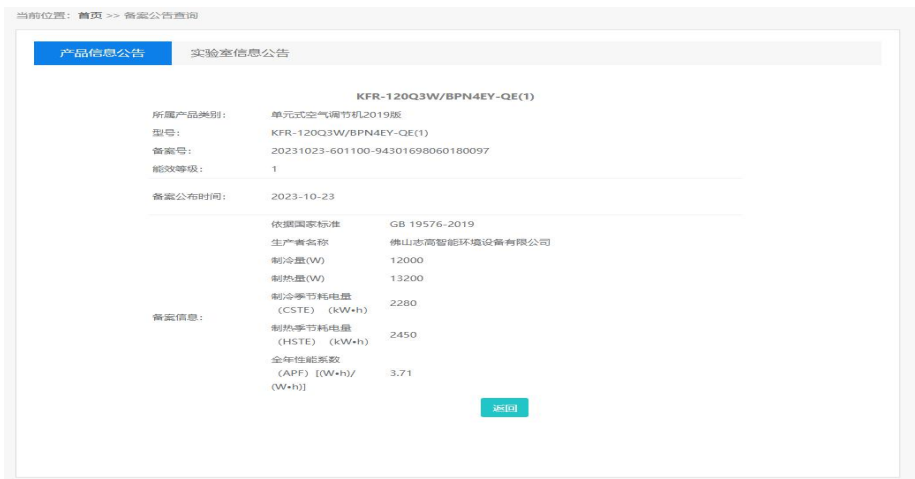 当前位置: 首页 >> 备案公告查询
产品信息公告 实验室信息公告
KFR-120Q3W/BPN4EY-QE(1)
所属产品类别: 单元式空气调节机2019版
型号: KFR-120Q3W/BPN4EY-QE(1)
备案号: 20231023-601100-94301698060180097
能效等级: 1
备案公布时间: 2023-10-23
备案信息:
依据国家标准 GB 19576-2019
生产者名称 佛山志高智能环境设备有限公司
制冷量(W) 12000
制热量(W) 13200
制冷季节耗电量
(CSTE) (kW•h) 2280
制热季节耗电量
(HSTE) (kW•h) 2450
全年性能系数
(APF) [(W•h)/ 3.71
(W•h)]
返回